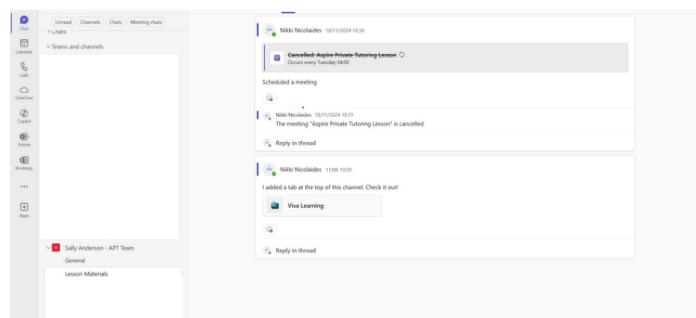 Chat
Calendar
Calls
OneDrive
Copilot
Admin
Bookings
Apps
Unread
Channels
Chats
Meeting chats
Chats
Teams and channels
Sally Anderson - APT Team
General
Lesson Materials
Nikki Nicolaides 18/11/2024 10:30
Cancelled: Aspire Private Tutoring Lesson
Occurs every Tuesday 04:00
Scheduled a meeting
Nikki Nicolaides 18/11/2024 10:31
The meeting "Aspire Private Tutoring Lesson" is cancelled
Reply in thread
Nikki Nicolaides 11/06 10:20
I added a tab at the top of this channel. Check it out!
Viva Learning
Reply in thread